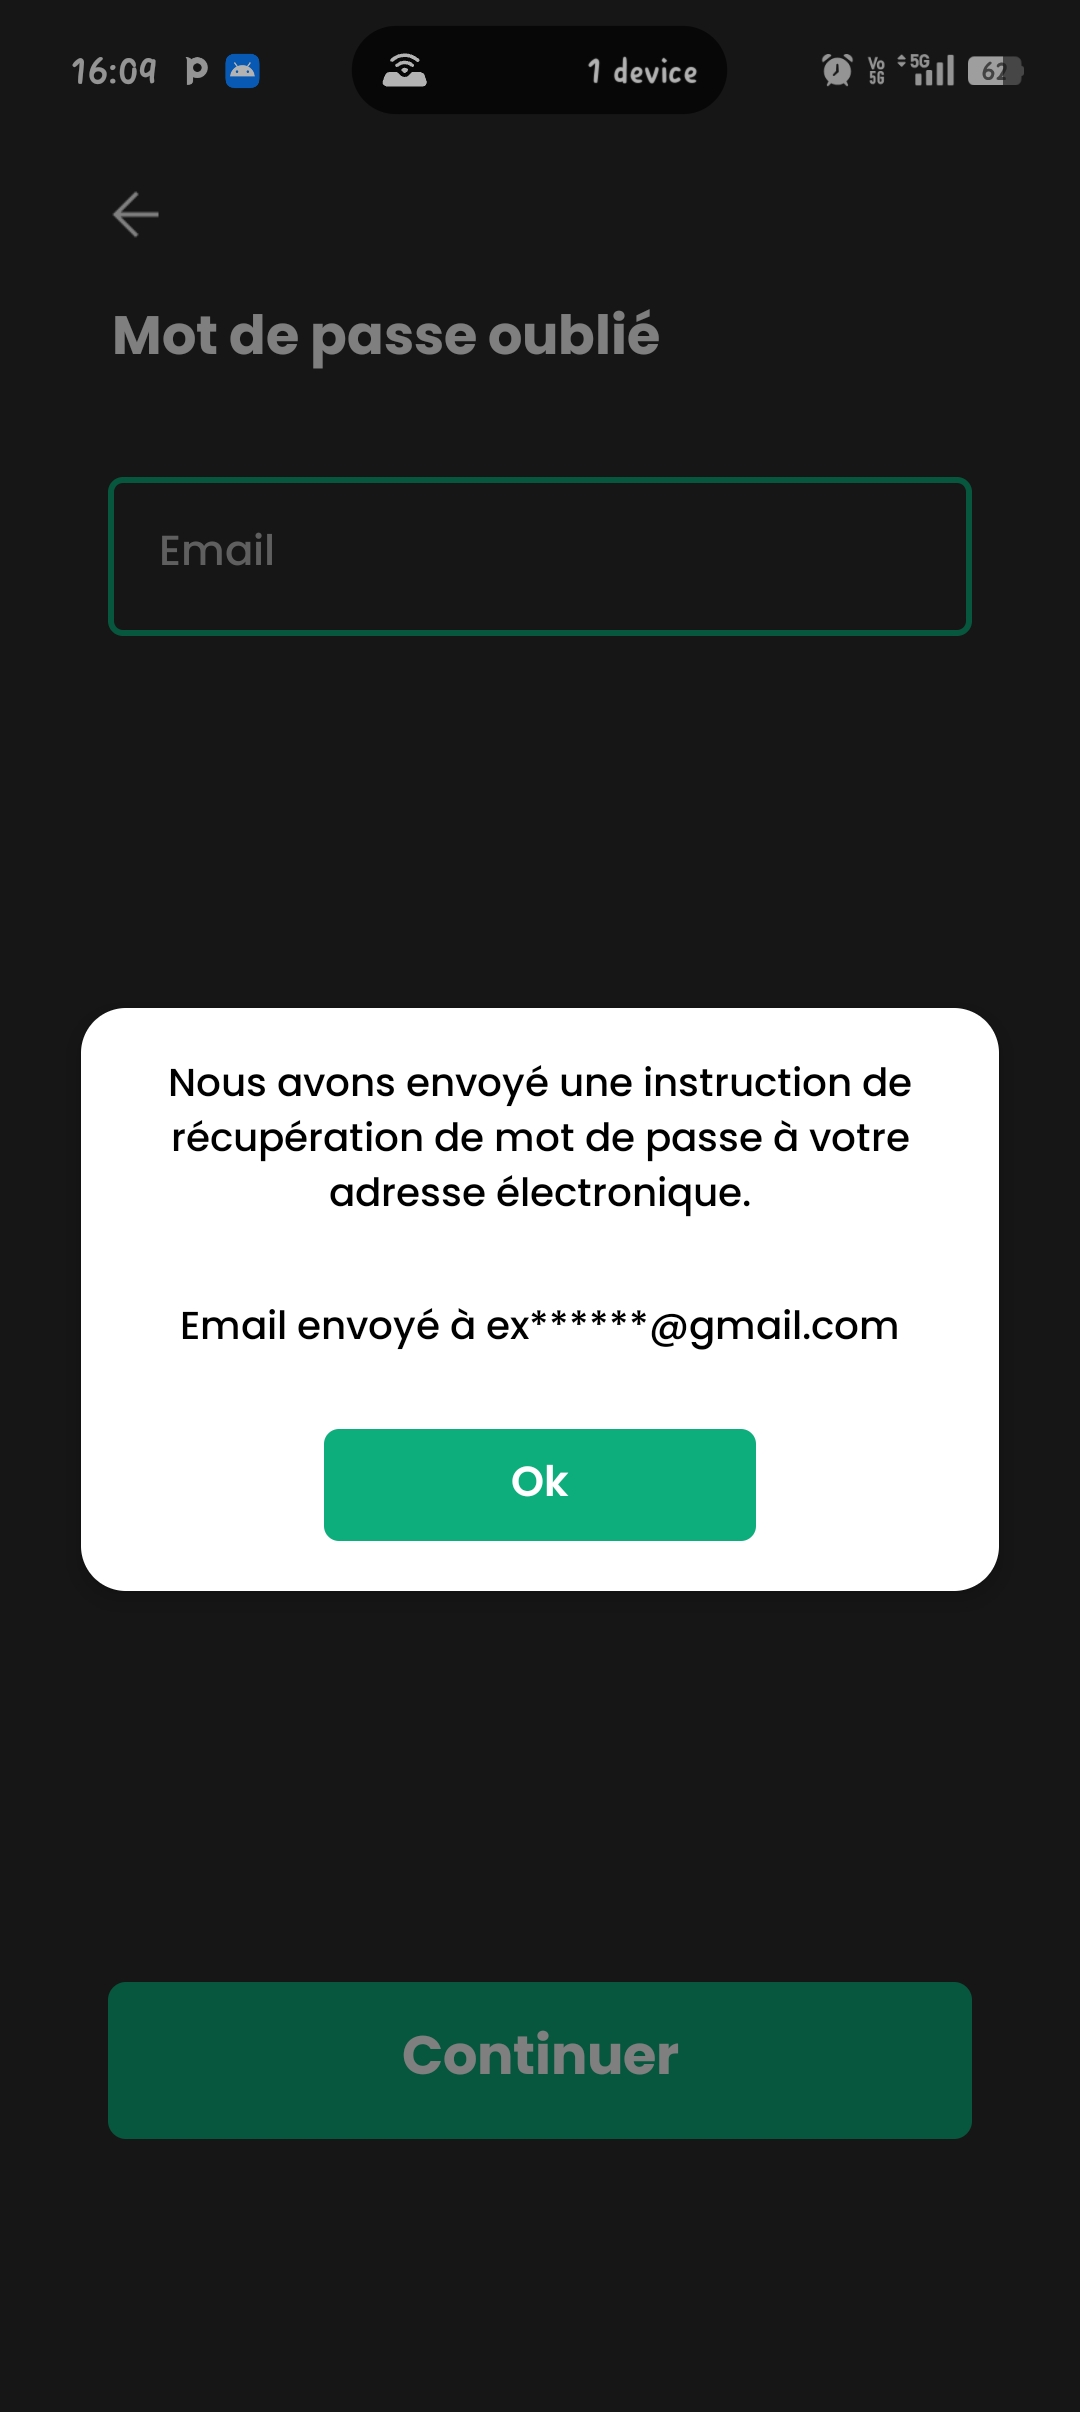 16:09
1 device
Vo
5G
5G
62
Mot de passe oublié
Email
Nous avons envoyé une instruction de
récupération de mot de passe à votre
adresse électronique.
Email envoyé à ex******@gmail.com
Ok
Continuer